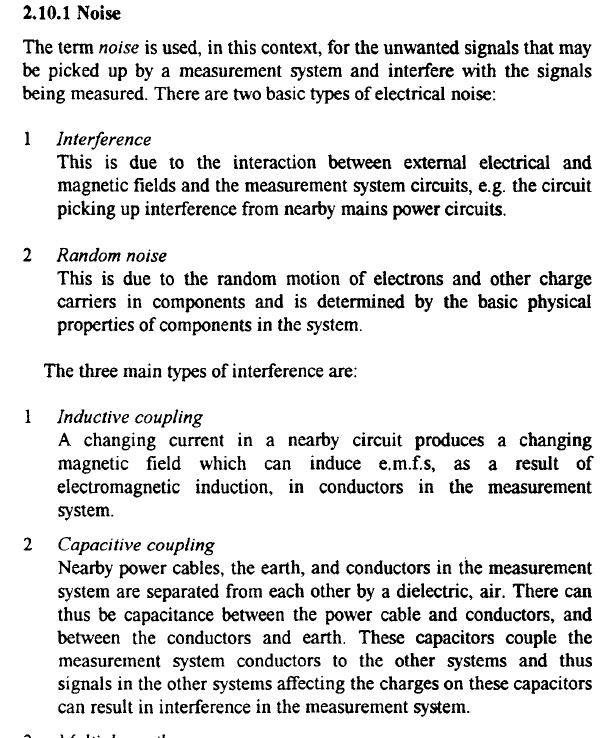 2.10.1 Noise
The term noise is used, in this context, for the unwanted signals that may
be picked up by a measurement system and interfere with the signals
being measured. There are two basic types of electrical noise:
1 Interference
This is due to the interaction between external electrical and
magnetic fields and the measurement system circuits, e.g. the circuit
picking up interference from nearby mains power circuits.
2 Random noise
This is due to the random motion of electrons and other charge
carriers in components and is determined by the basic physical
properties of components in the system.
The three main types of interference are:
1 Inductive coupling
A changing current in a nearby circuit produces a changing
magnetic field which can induce e.m.f.s, as a result of
electromagnetic induction, in conductors in the measurement
system.
2 Capacitive coupling
Nearby power cables, the earth, and conductors in the measurement
system are separated from each other by a dielectric, air. There can
thus be capacitance between the power cable and conductors, and
between the conductors and earth. These capacitors couple the
measurement system conductors to the other systems and thus
signals in the other systems affecting the charges on these capacitors
can result in interference in the measurement system.